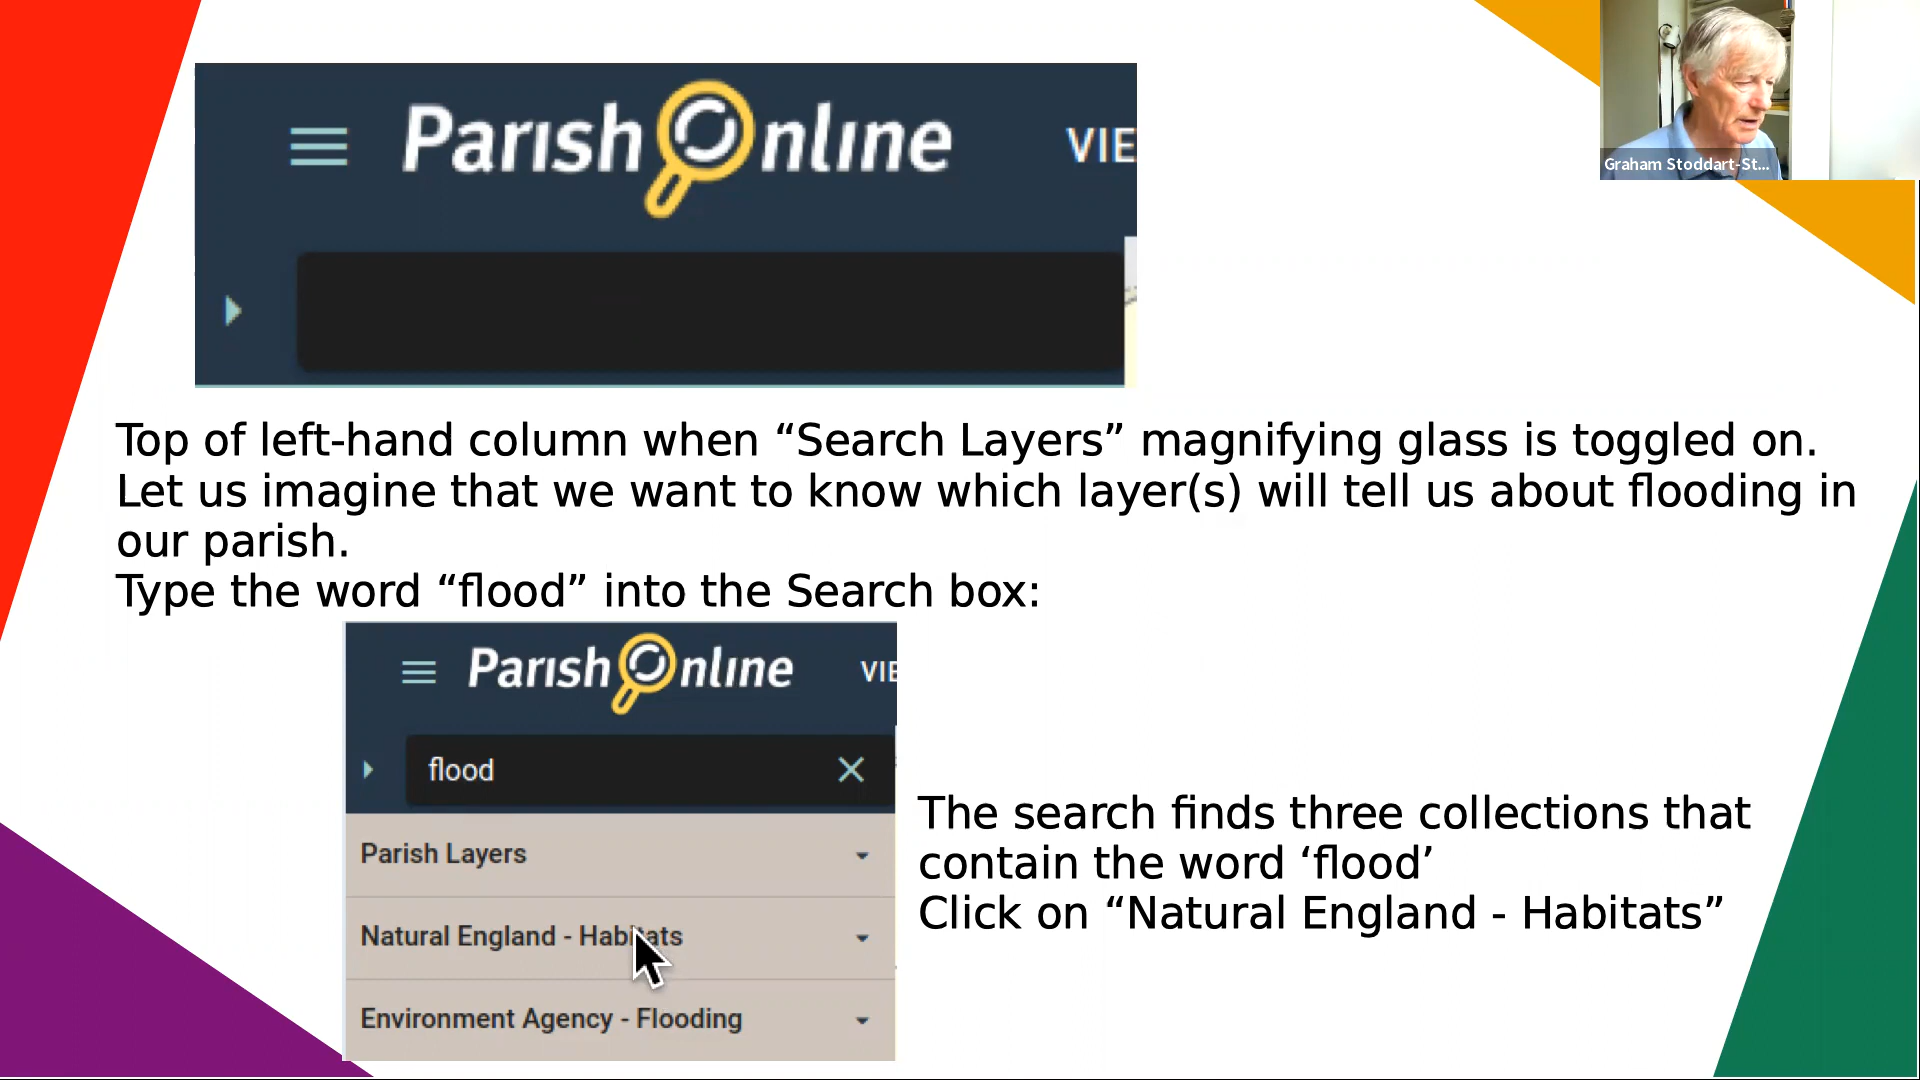 Parish Online
VIE
Graham Stoddart-St...
Top of left-hand column when “Search Layers” magnifying glass is toggled on.
Let us imagine that we want to know which layer(s) will tell us about flooding in
our parish.
Type the word “flood” into the Search box:
Parish Online
VIE
flood
Parish Layers
Natural England - Habitats
Environment Agency - Flooding
The search finds three collections that
contain the word ‘flood’
Click on “Natural England - Habitats”